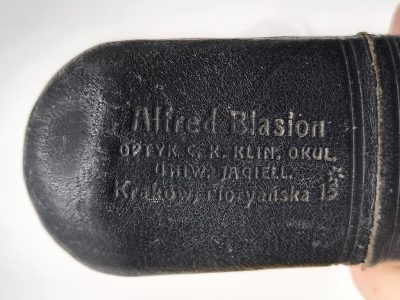 Alfred Blasion
OPTYK C. K. KLIN. OKUL.
UNIW. JAGIELL.
Kraków, Floryańska 15